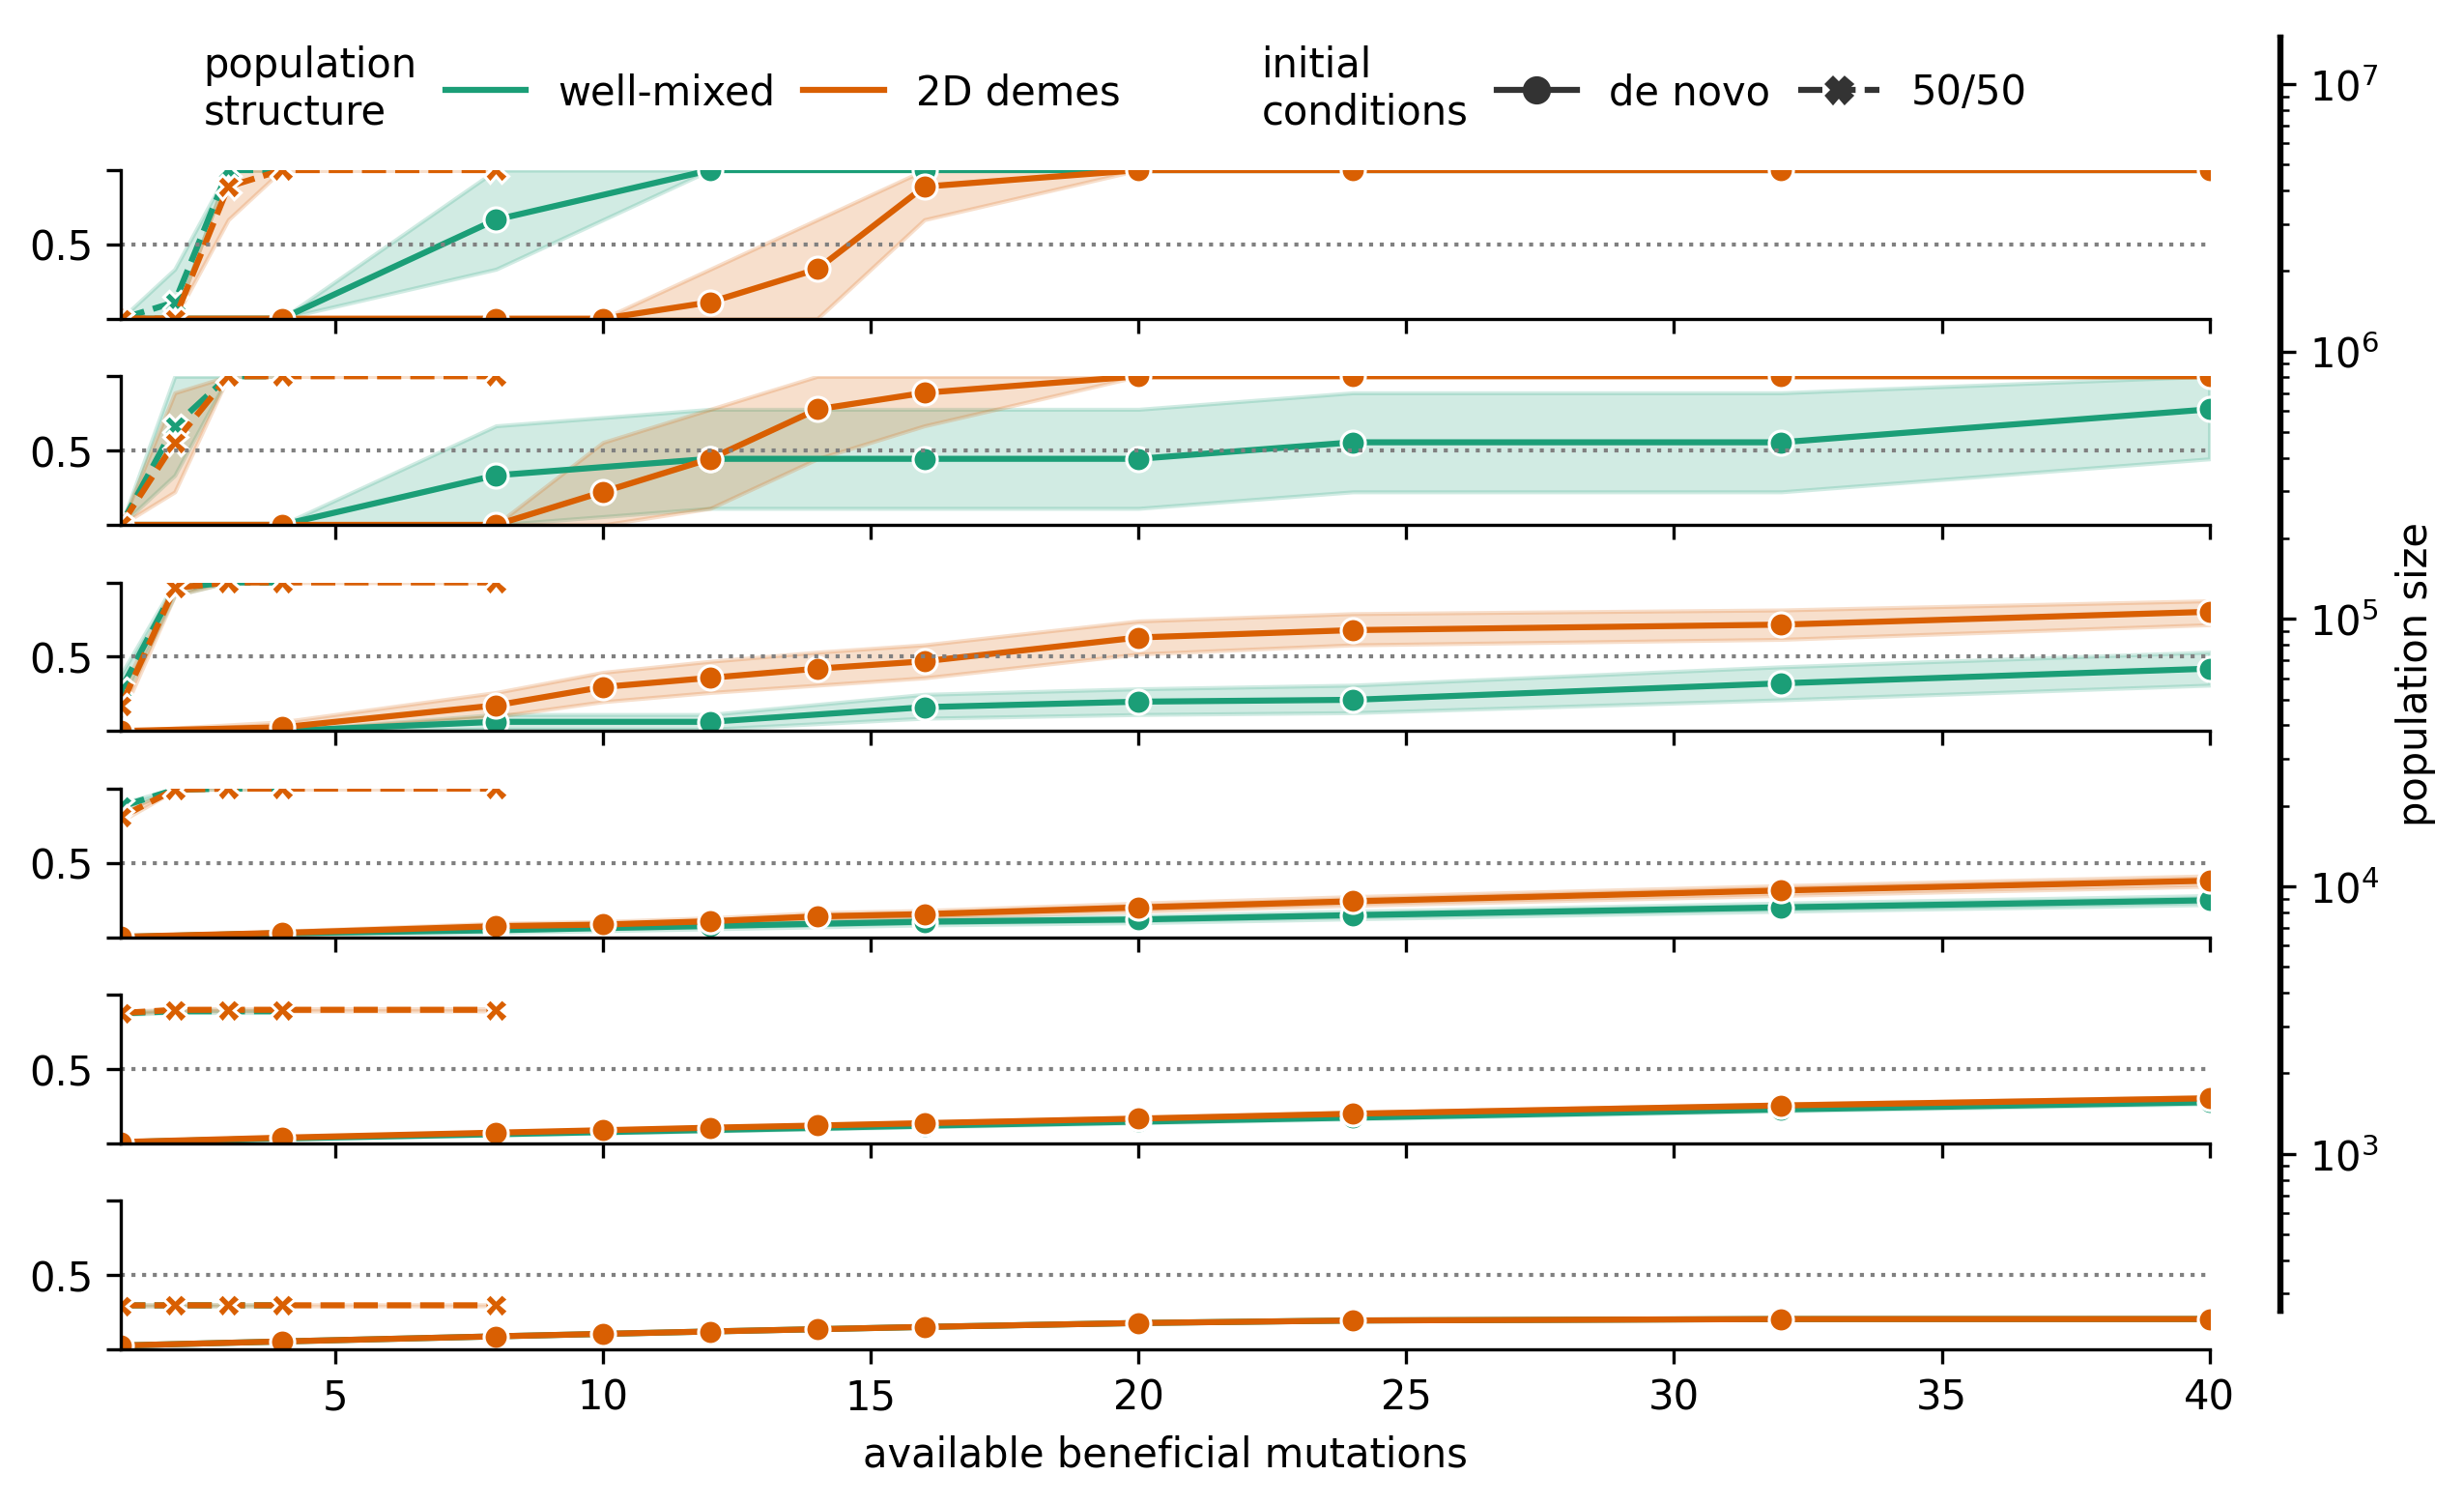 population
structure
well-mixed
2D demes
initial
conditions
de novo
50/50
10⁷
0.5
10⁶
0.5
10⁵
0.5
population size
0.5
10⁴
0.5
10³
0.5
5 10 15 20 25 30 35 40
available beneficial mutations